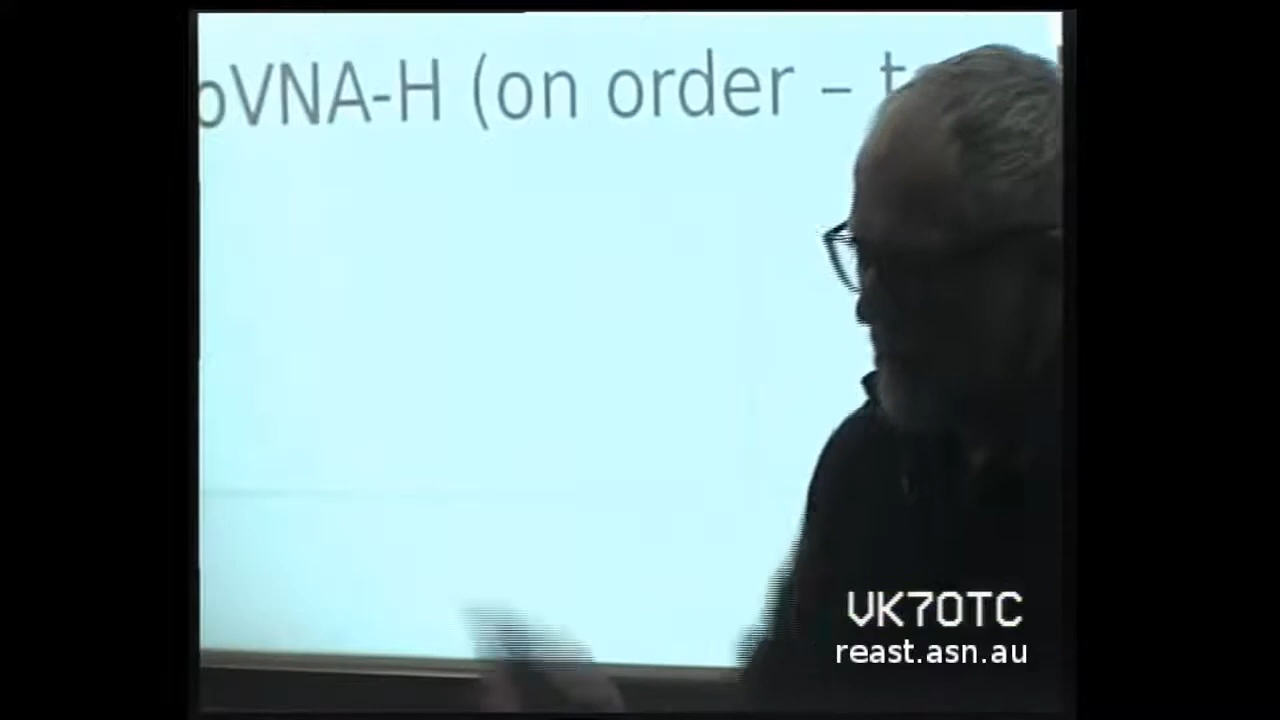 oVNA-H (on order –
VK7OTC
reast.asn.au